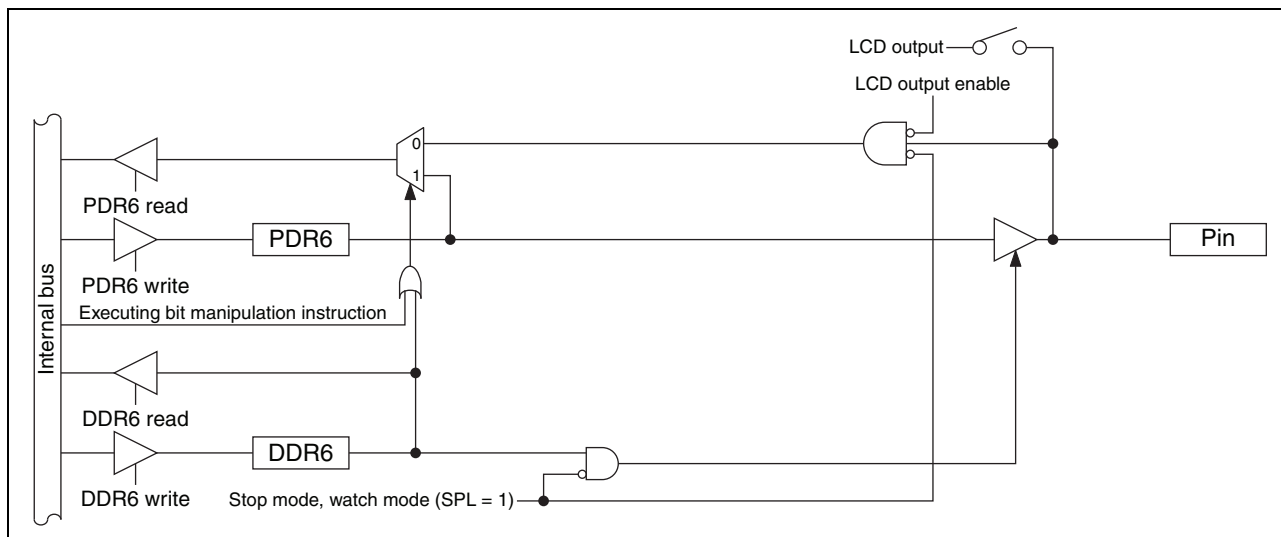 LCD output
LCD output enable
0
1
PDR6 read
PDR6
Pin
PDR6 write
Executing bit manipulation instruction
Internal bus
DDR6 read
DDR6
DDR6 write
Stop mode, watch mode (SPL = 1)